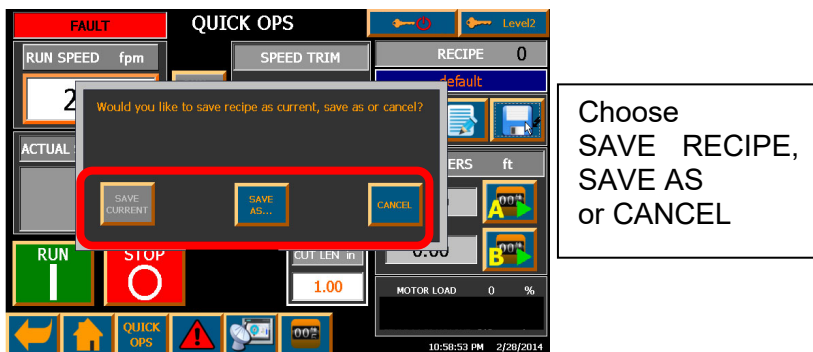 FAULT
QUICK OPS
Level2
RUN SPEED fpm
SPEED TRIM
RECIPE 0
default
2
Would you like to save recipe as current, save as or cancel?
ACTUAL
ERS ft
SAVE
CURRENT
SAVE
AS...
CANCEL
A
RUN
STOP
CUT LEN in
0.00
B
1.00
MOTOR LOAD 0 %
QUICK
OPS
10:58:53 PM 2/28/2014
Choose
SAVE RECIPE,
SAVE AS
or CANCEL